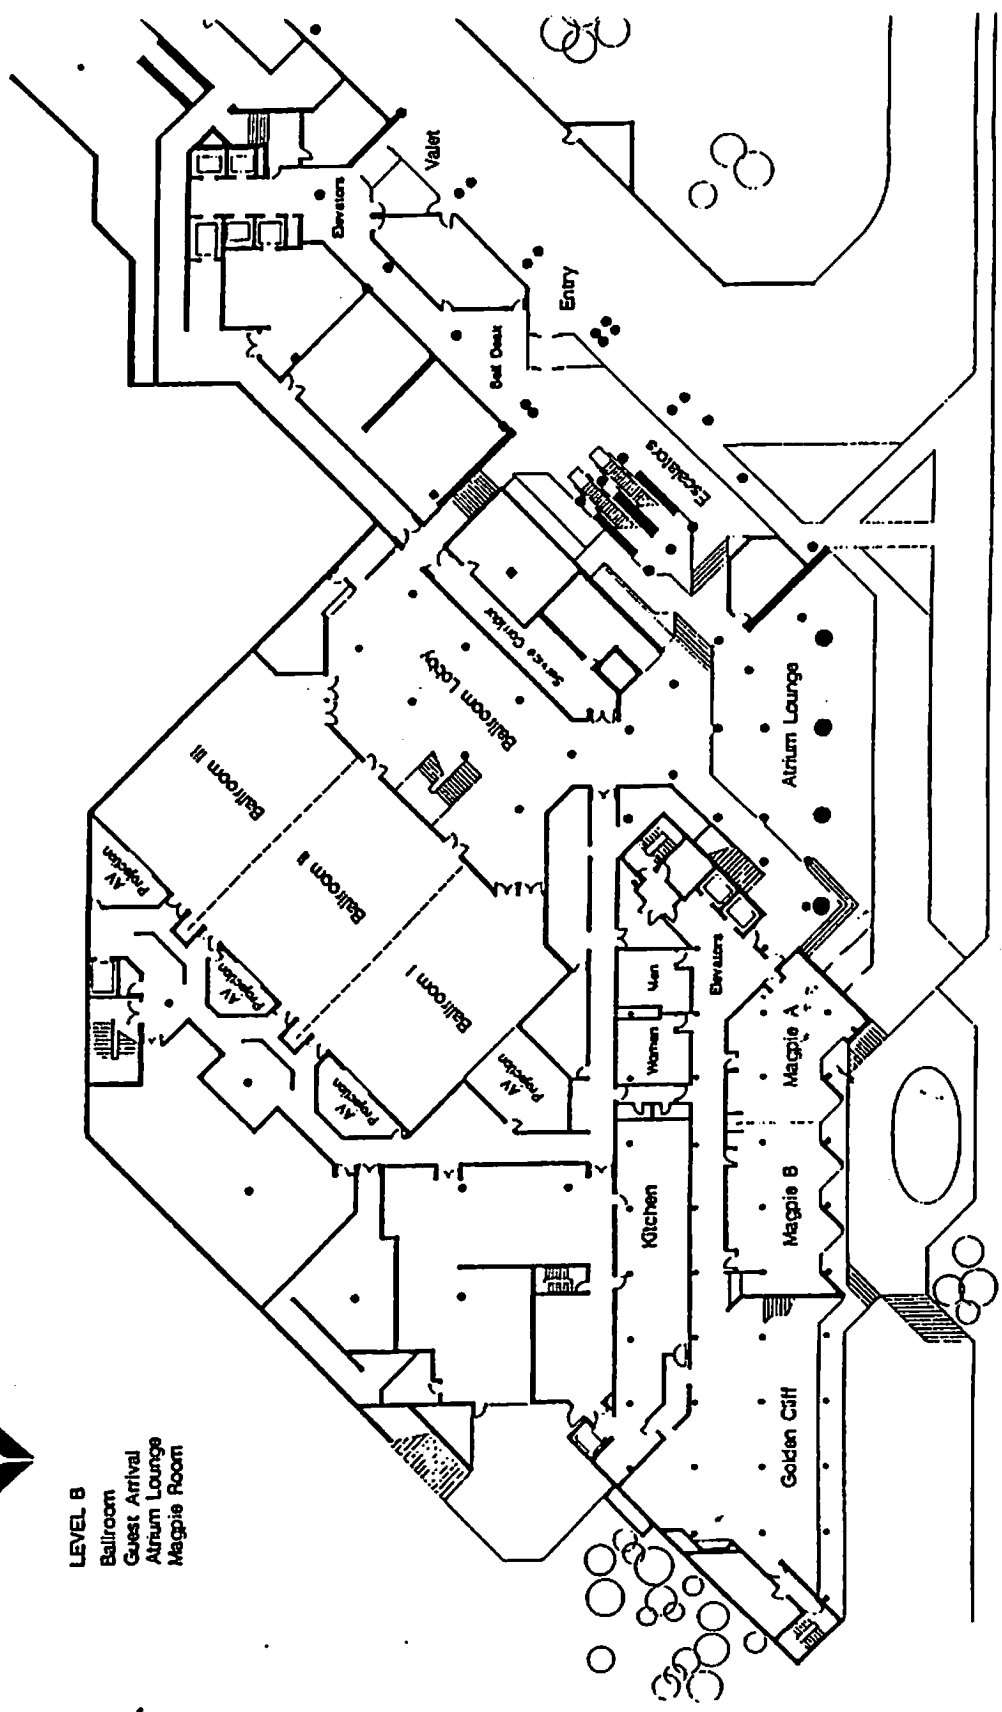 LEVEL B
Ballroom
Guest Arrival
Atrium Lounge
Magpie Room
Valet
Elevators
Entry
Bell Desk
Escalators
Service Corridor
Ballroom Lobby
Ballroom III
Ballroom II
Ballroom I
AV
Projection
AV
Projection
AV
Projection
AV
Projection
Atrium Lounge
Elevators
Men
Women
Kitchen
Magpie A
Magpie B
Golden Cliff